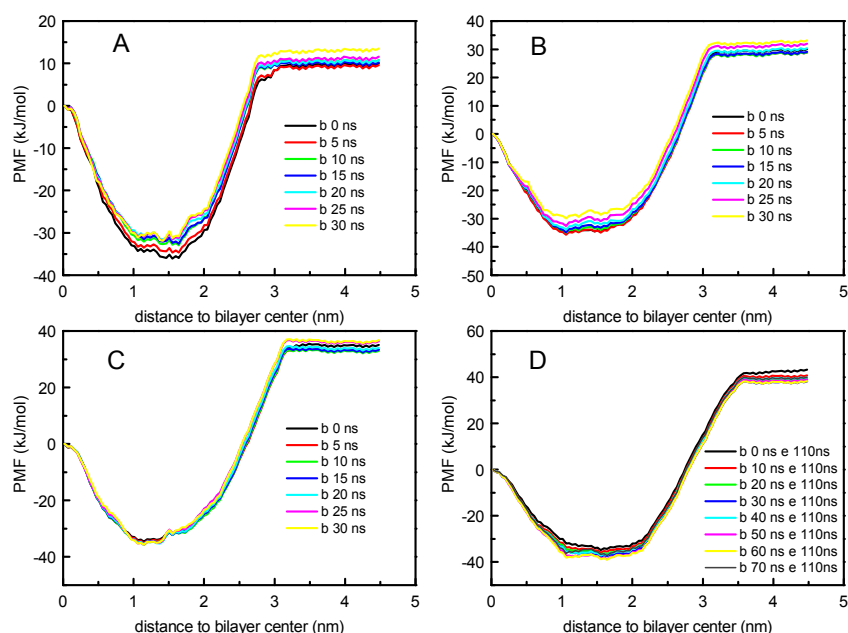 A
PMF (kJ/mol)
20
10
0
-10
-20
-30
-40
b 0 ns
b 5 ns
b 10 ns
b 15 ns
b 20 ns
b 25 ns
b 30 ns
0 1 2 3 4 5
distance to bilayer center (nm)
B
PMF (kJ/mol)
40
30
20
10
0
-10
-20
-30
-40
-50
b 0 ns
b 5 ns
b 10 ns
b 15 ns
b 20 ns
b 25 ns
b 30 ns
0 1 2 3 4 5
distance to bilayer center (nm)
C
PMF (kJ/mol)
40
20
0
-20
-40
b 0 ns
b 5 ns
b 10 ns
b 15 ns
b 20 ns
b 25 ns
b 30 ns
0 1 2 3 4 5
distance to bilayer center (nm)
D
PMF (kJ/mol)
60
40
20
0
-20
-40
b 0 ns e 110ns
b 10 ns e 110ns
b 20 ns e 110ns
b 30 ns e 110ns
b 40 ns e 110ns
b 50 ns e 110ns
b 60 ns e 110ns
b 70 ns e 110ns
0 1 2 3 4 5
distance to bilayer center (nm)